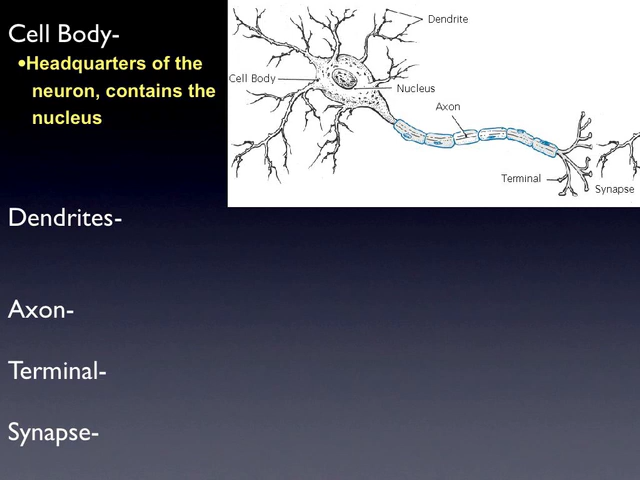 Cell Body-
•Headquarters of the
neuron, contains the
nucleus
Dendrite
Cell Body
Nucleus
Axon
Terminal
Synapse
Dendrites-
Axon-
Terminal-
Synapse-